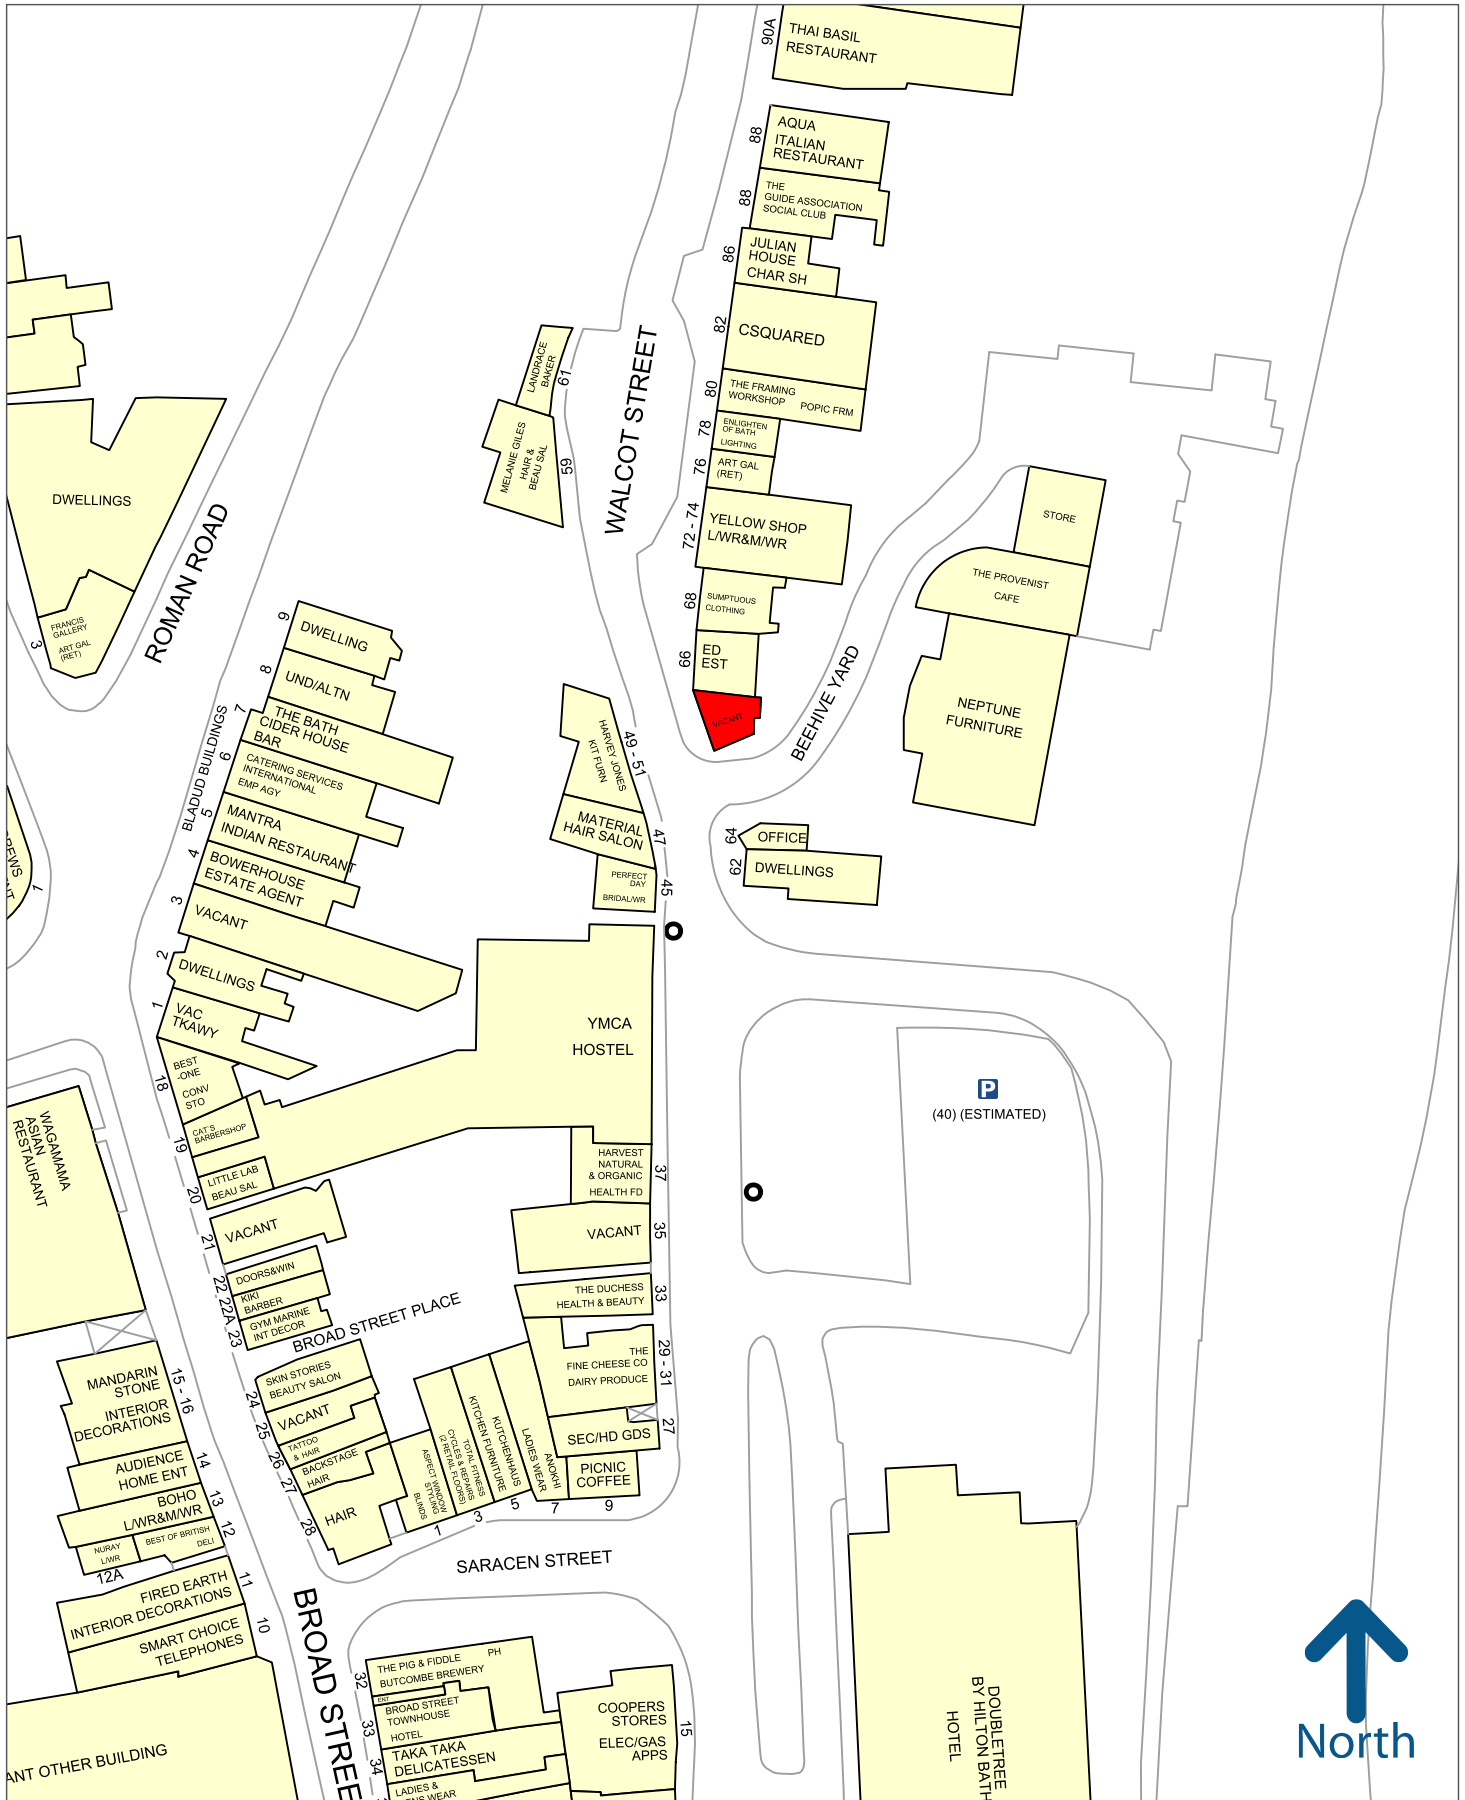 90A
THAI BASIL
RESTAURANT
88
AQUA
ITALIAN
RESTAURANT
88
THE
GUIDE ASSOCIATION
SOCIAL CLUB
86
JULIAN
HOUSE
CHAR SH
82
CSQUARED
80
THE FRAMING
WORKSHOP
POPIC FRM
78
ENLIGHTEN
OF BATH
LIGHTING
76
ART GAL
(RET)
72 - 74
YELLOW SHOP
L/WR&M/WR
68
SUMPTUOUS
CLOTHING
66
ED
EST
VACANT
WALCOT STREET
LANDRACE
BAKER
61
MELANIE GILES
HAIR &
BEAU SAL
59
STORE
THE PROVENIST
CAFE
NEPTUNE
FURNITURE
BEEHIVE YARD
64
OFFICE
62
DWELLINGS
DWELLINGS
FRANCIS
GALLERY
ART GAL
(RET)
3
ROMAN ROAD
BLADUD BUILDINGS
9
DWELLING
8
UND/ALTN
7
THE BATH
CIDER HOUSE
BAR
6
CATERING SERVICES
INTERNATIONAL
EMP AGY
5
MANTRA
INDIAN RESTAURANT
4
BOWERHOUSE
ESTATE AGENT
3
VACANT
2
DWELLINGS
1
VAC
TKAWY
18
BEST
-ONE
CONV
STO
19
CAT'S
BARBERSHOP
20
LITTLE LAB
BEAU SAL
21
VACANT
22
DOORS&WIN
22A
KIKI
BARBER
23
GYM MARINE
INT DECOR
BROAD STREET PLACE
49 - 51
HARVEY JONES
KIT FURN
47
MATERIAL
HAIR SALON
45
PERFECT
DAY
BRIDAL/WR
YMCA
HOSTEL
37
HARVEST
NATURAL
& ORGANIC
HEALTH FD
35
VACANT
33
THE DUCHESS
HEALTH & BEAUTY
29 - 31
THE
FINE CHEESE CO
DAIRY PRODUCE
27
SEC/HD GDS
PICNIC
COFFEE
9
ANOKHI
LADIES WEAR
7
KUTCHENHAUS
KITCHEN FURNITURE
5
TOTAL FITNESS
CYCLES & REPAIRS
(2 RETAIL FLOORS)
3
ASPECT WINDOW
STYLING
BLINDS
1
24
SKIN STORIES
BEAUTY SALON
25
VACANT
26
TATTOO
& HAIR
27
BACKSTAGE
HAIR
28
HAIR
SARACEN STREET
BROAD STREE
P
(40) (ESTIMATED)
REWS
NT
1
WAGAMAMA
ASIAN
RESTAURANT
15 - 16
MANDARIN
STONE
INTERIOR
DECORATIONS
14
AUDIENCE
HOME ENT
13
BOHO
L/WR&M/WR
12
BEST OF BRITISH
DELI
NURAY
L/WR
12A
11
FIRED EARTH
INTERIOR DECORATIONS
10
SMART CHOICE
TELEPHONES
ANT OTHER BUILDING
32
THE PIG & FIDDLE
PH
BUTCOMBE BREWERY
ENT
33
BROAD STREET
TOWNHOUSE
HOTEL
34
TAKA TAKA
DELICATESSEN
LADIES &
NS WEAR
COOPERS
STORES
ELEC/GAS
APPS
15
DOUBLETREE
BY HILTON BATH
HOTEL
North